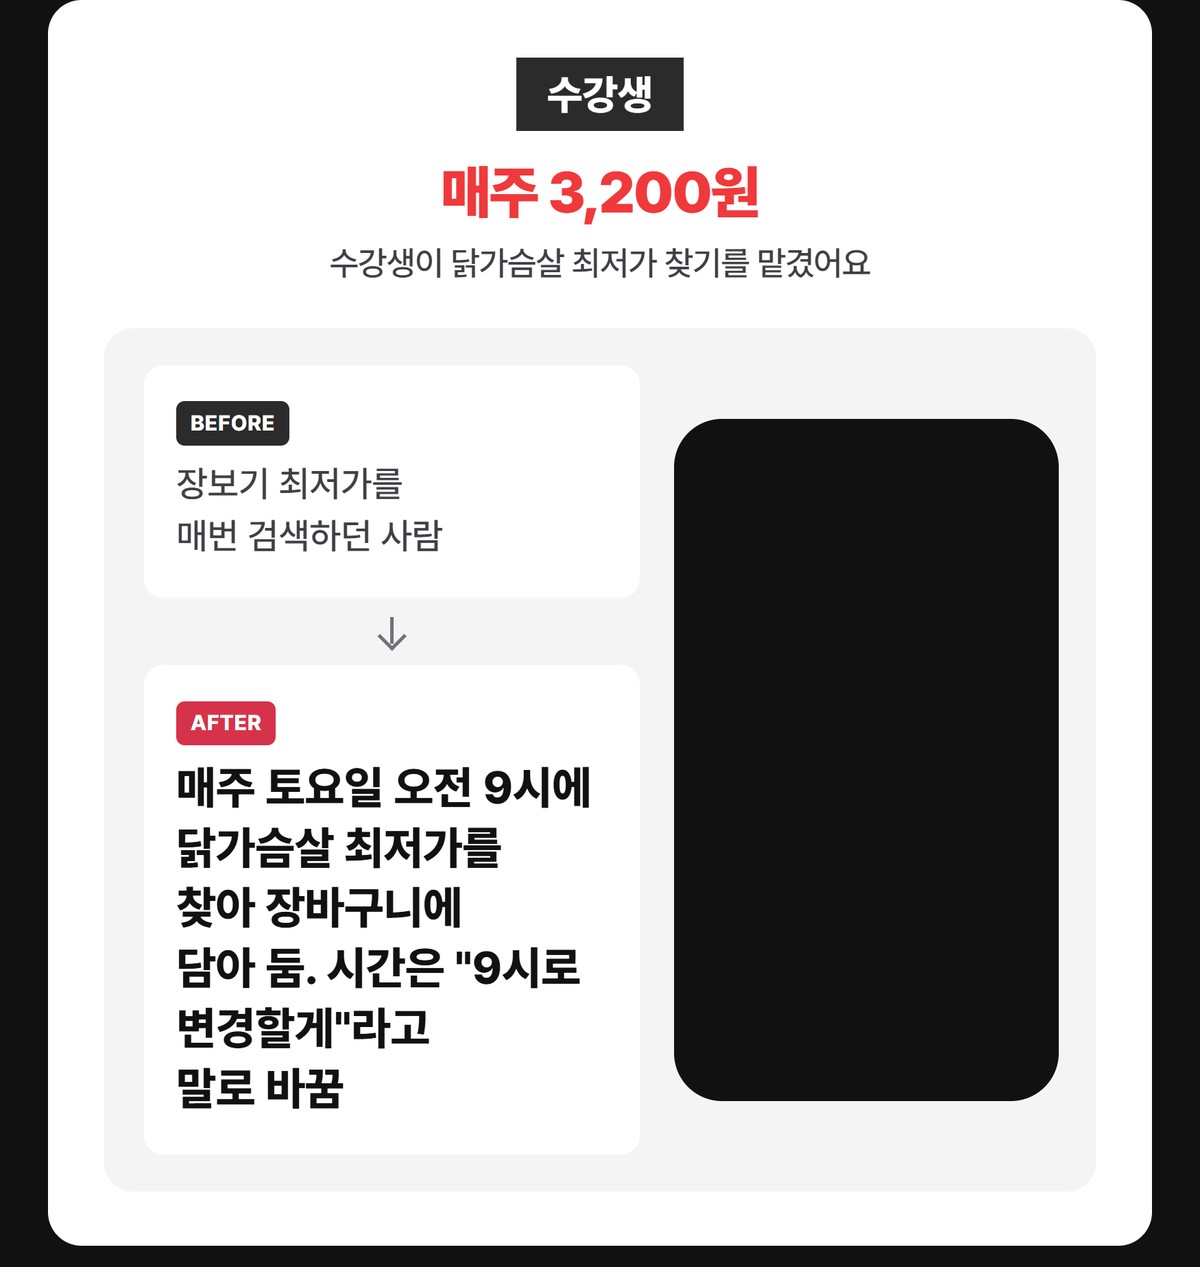 수강생
매주 3,200원
수강생이 닭가슴살 최저가 찾기를 맡겼어요
BEFORE
장보기 최저가를
매번 검색하던 사람
↓
AFTER
매주 토요일 오전 9시에
닭가슴살 최저가를
찾아 장바구니에
담아 둠. 시간은 "9시로
변경할게"라고
말로 바꿈